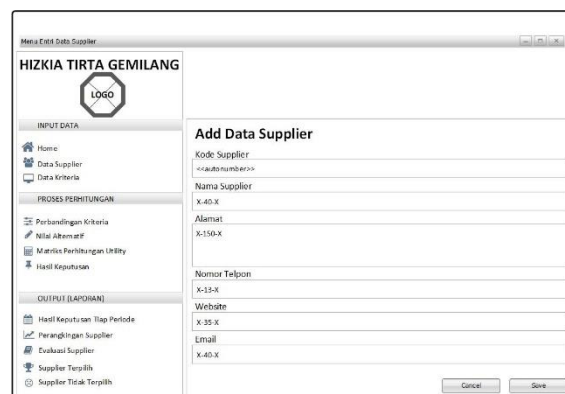 Menu Entri Data Supplier
HIZKIA TIRTA GEMILANG
LOGO
INPUT DATA
Home
Data Supplier
Data Kriteria
PROSES PERHITUNGAN
Perbandingan Kriteria
Nilai Alternatif
Matriks Perhitungan Utility
Hasil Keputusan
OUTPUT (LAPORAN)
Hasil Keputusan Tiap Periode
Perangkingan Supplier
Evaluasi Supplier
Supplier Terpilih
Supplier Tidak Terpilih
Add Data Supplier
Kode Supplier
<<autonumber>>
Nama Supplier
X-40-X
Alamat
X-150-X
Nomor Telpon
X-13-X
Website
X-35-X
Email
X-40-X
Cancel
Save